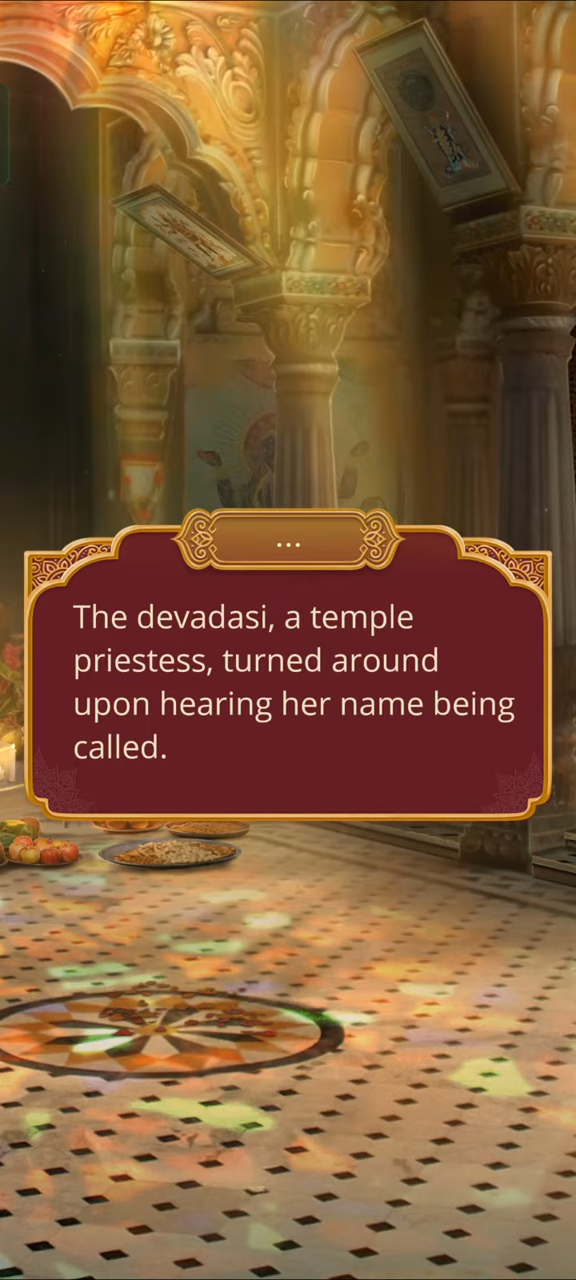 ...
The devadasi, a temple
priestess, turned around
upon hearing her name being
called.